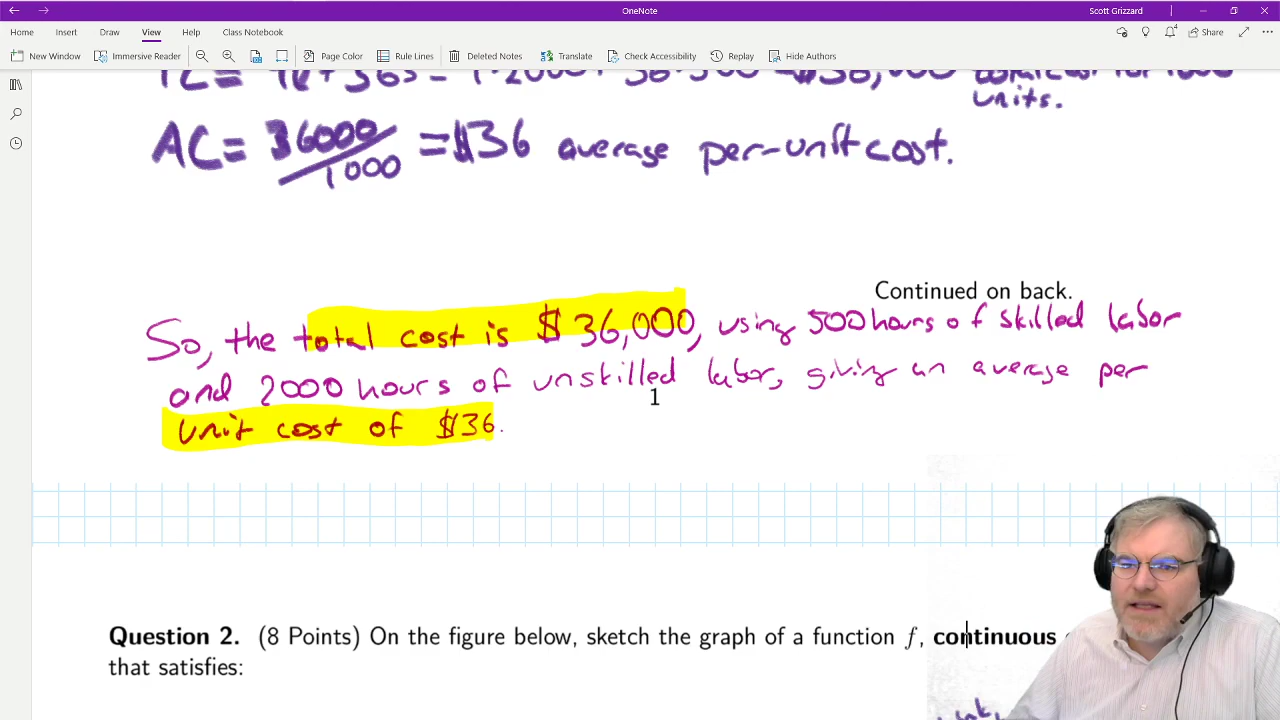 OneNote
Scott Grizzard
Home Insert Draw View Help Class Notebook
Share
New Window Immersive Reader Page Color Rule Lines Deleted Notes Translate Check Accessibility Replay Hide Authors
units.
AC = 36000/1000 = $36 average per-unit cost.
Continued on back.
So, the total cost is $36,000, using 500 hours of skilled labor
and 2000 hours of unskilled labor, giving an average per
1
unit cost of $36.
Question 2. (8 Points) On the figure below, sketch the graph of a function f, continuous
that satisfies: